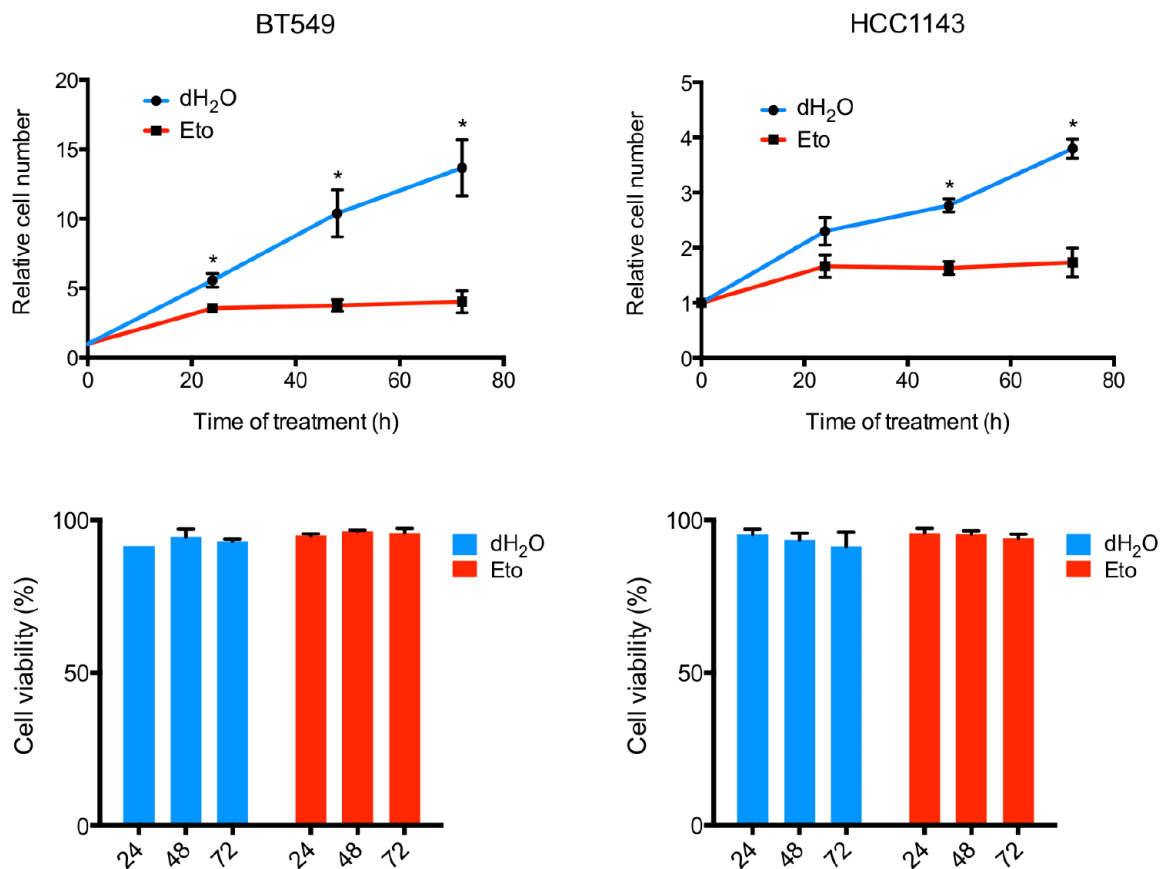 BT549
Relative cell number
20
15
10
5
0
dH₂O
Eto
*
*
*
0
20
40
60
80
Time of treatment (h)
HCC1143
Relative cell number
5
4
3
2
1
0
dH₂O
Eto
*
*
0
20
40
60
80
Time of treatment (h)
Cell viability (%)
100
50
0
dH₂O
Eto
24
48
72
24
48
72
Cell viability (%)
100
50
0
dH₂O
Eto
24
48
72
24
48
72